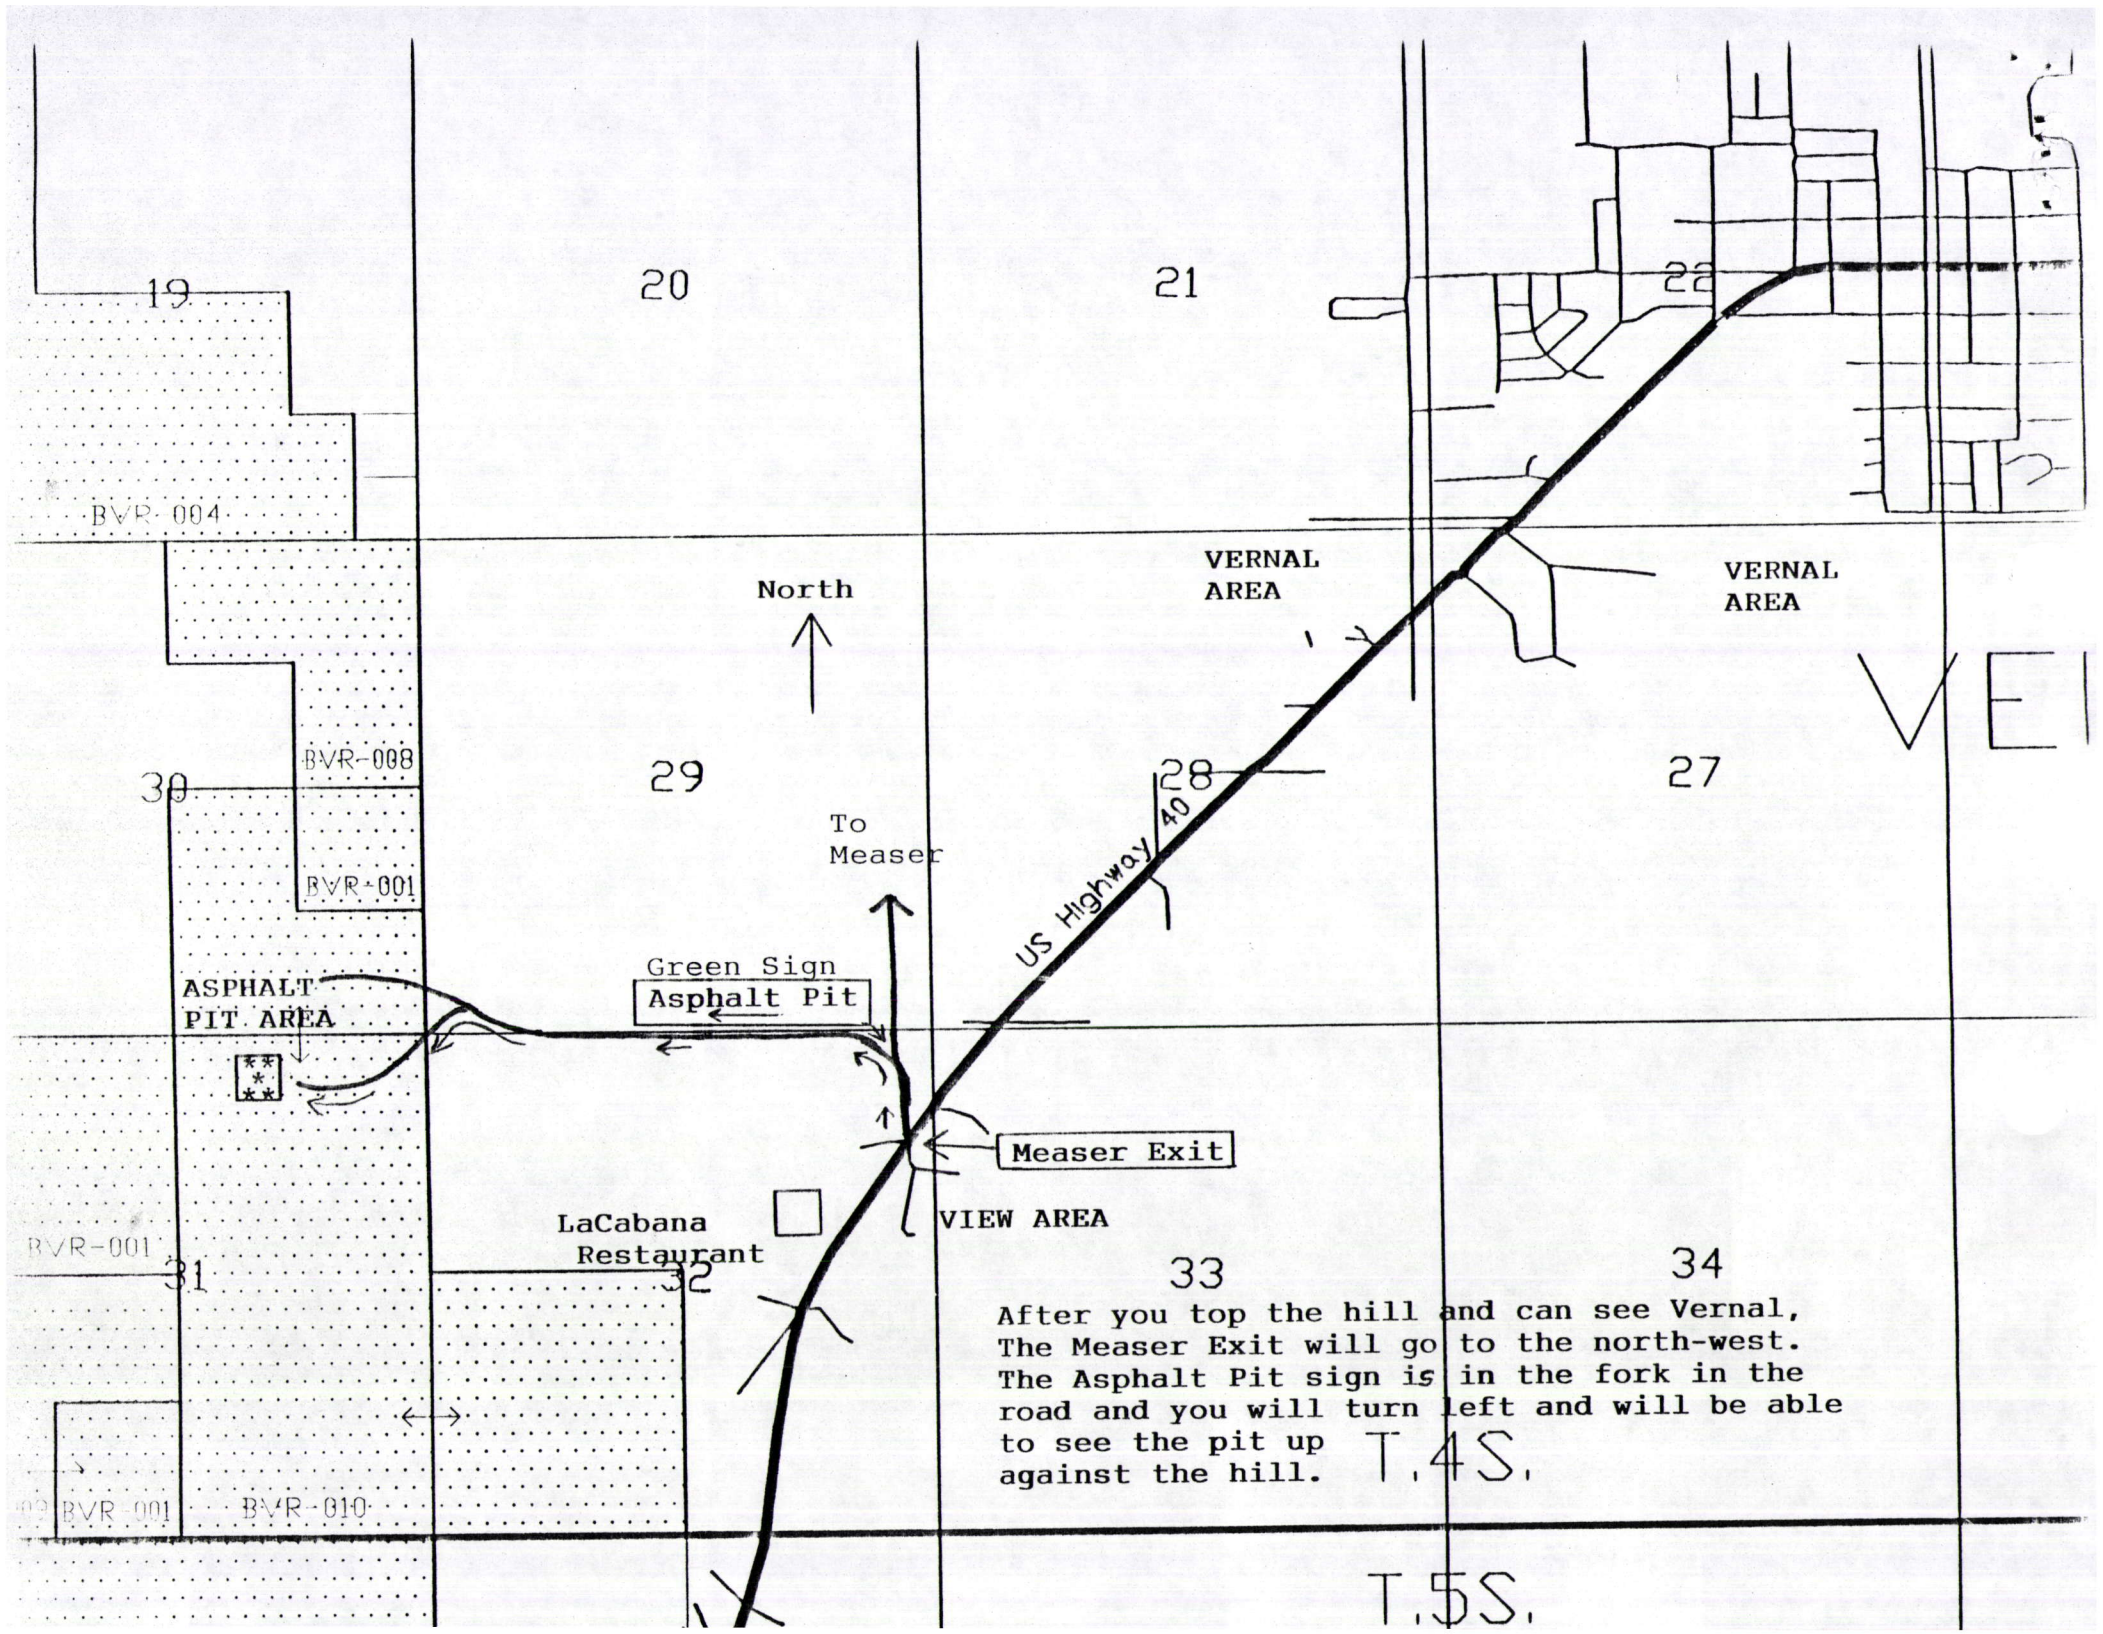 19
20
21
22
BVR-004
North
VERNAL
AREA
VERNAL
AREA
VE
BVR-008
30
29
28
27
To
Measer
US Highway 40
BVR-001
Green Sign
Asphalt Pit
ASPHALT
PIT AREA
**
*
**
Measer Exit
LaCabana
Restaurant
VIEW AREA
BVR-001
31
32
33
34
After you top the hill and can see Vernal,
The Measer Exit will go to the north-west.
The Asphalt Pit sign is in the fork in the
road and you will turn left and will be able
to see the pit up
against the hill.
T.4S.
09
BVR-001
BVR-010
T.5S.